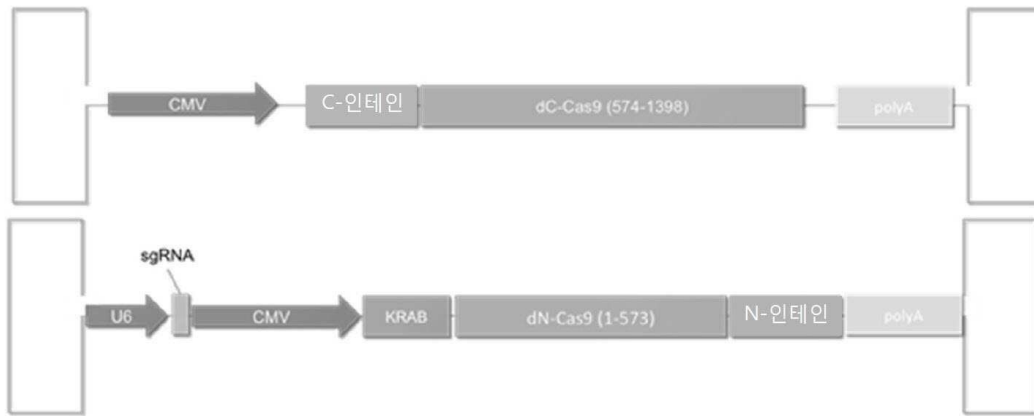 CMV C-인테인 dC-Cas9 (574-1398) polyA
sgRNA
U6 CMV KRAB dN-Cas9 (1-573) N-인테인 polyA